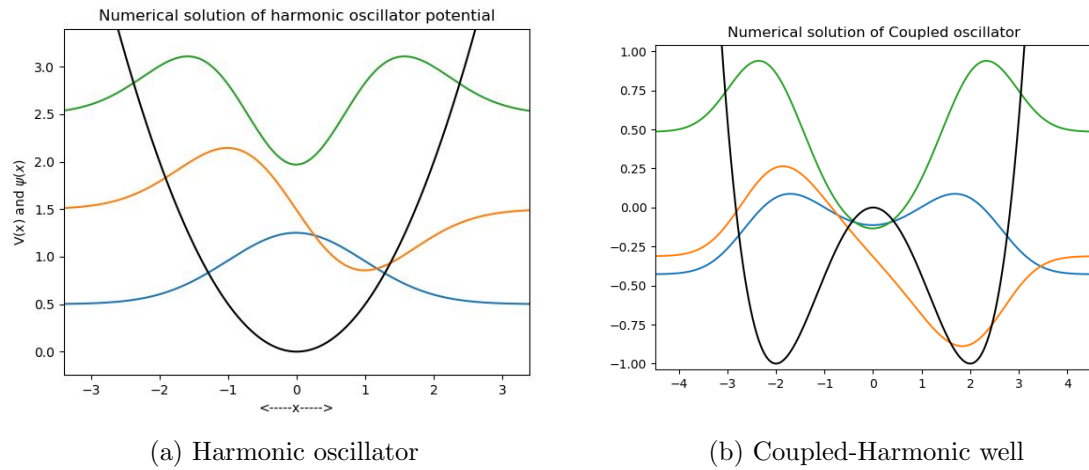 Numerical solution of harmonic oscillator potential
V(x) and ψ(x)
3.0
2.5
2.0
1.5
1.0
0.5
0.0
−3 −2 −1 0 1 2 3
<-----x----->
(a) Harmonic oscillator
Numerical solution of Coupled oscillator
1.00
0.75
0.50
0.25
0.00
−0.25
−0.50
−0.75
−1.00
−4 −3 −2 −1 0 1 2 3 4
(b) Coupled-Harmonic well